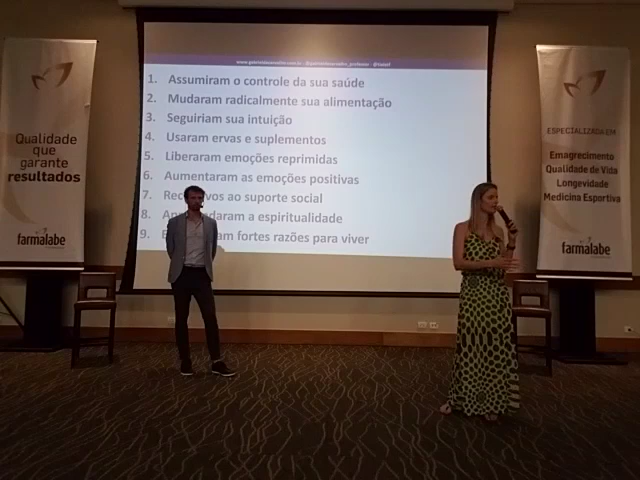 1. Assumiram o controle da sua saúde
2. Mudaram radicalmente sua alimentação
3. Seguiriam sua intuição
4. Usaram ervas e suplementos
5. Liberaram emoções reprimidas
6. Aumentaram as emoções positivas
7. ao suporte social
8. a espiritualidade
9. fortes razões para viver
Qualidade
que
garante
resultados
farmalabe
ESPECIALIZADA EM
Emagrecimento
Qualidade de Vida
Longevidade
Medicina Esportiva
farmalabe